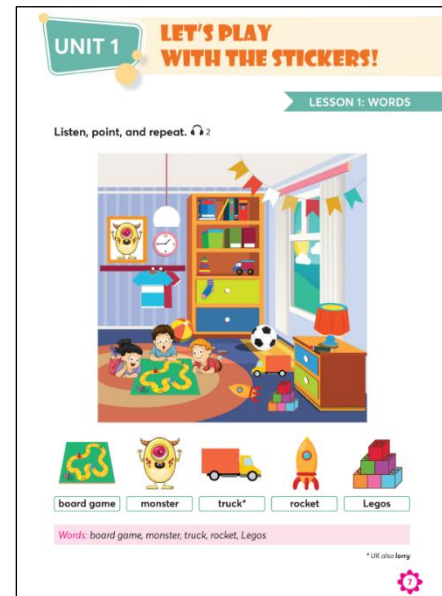 UNIT 1
LET'S PLAY
WITH THE STICKERS!
LESSON 1: WORDS
Listen, point, and repeat. 2
board game
monster
truck*
rocket
Legos
Words: board game, monster, truck, rocket, Legos
* UK also lorry
7